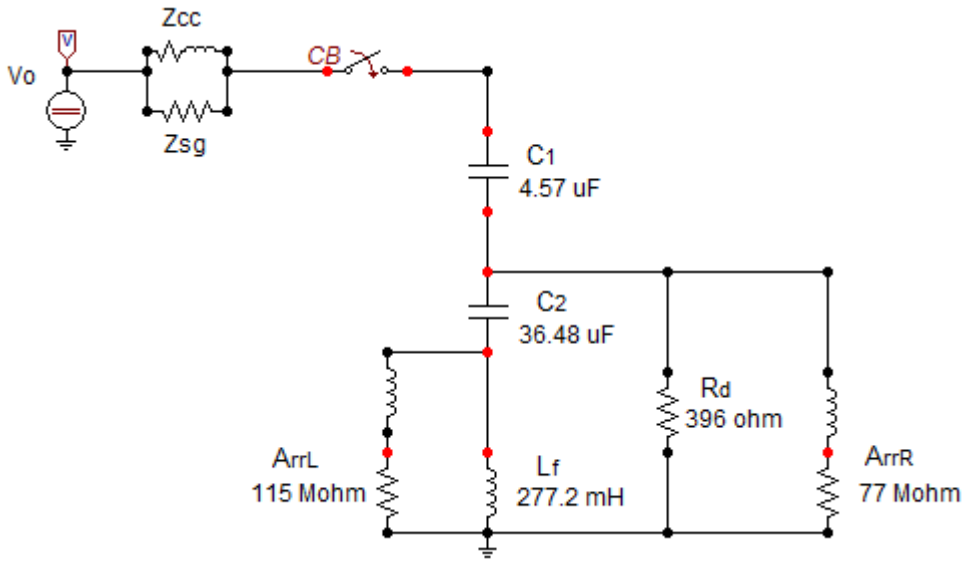 Zcc
V
CB
Vo
Zsg
C1
4.57 uF
C2
36.48 uF
Rd
396 ohm
ArrL
115 Mohm
Lf
277.2 mH
ArrR
77 Mohm